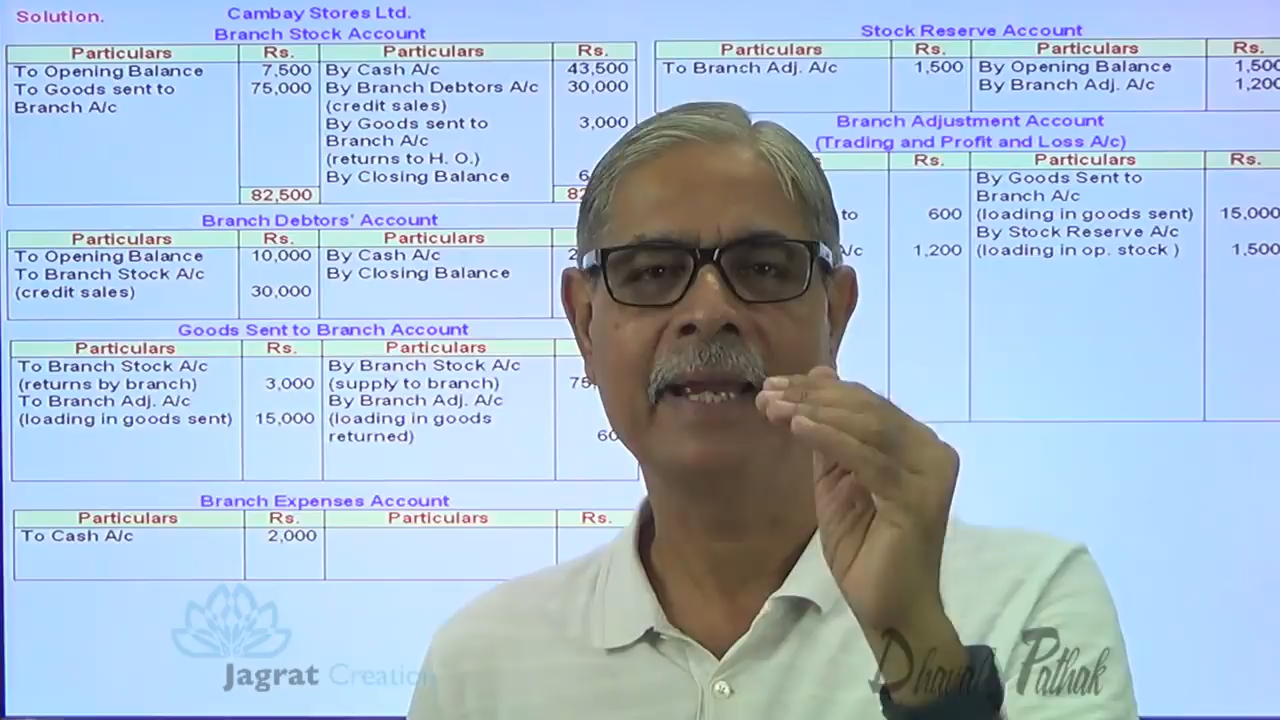 Solution.
Cambay Stores Ltd.
Branch Stock Account
Particulars Rs. Particulars Rs.
To Opening Balance 7,500 By Cash A/c 43,500
To Goods sent to 75,000 By Branch Debtors A/c 30,000
Branch A/c (credit sales)
By Goods sent to 3,000
Branch A/c
(returns to H. O.)
By Closing Balance
82,500
Branch Debtors' Account
Particulars Rs. Particulars
To Opening Balance 10,000 By Cash A/c
To Branch Stock A/c By Closing Balance
(credit sales) 30,000
Goods Sent to Branch Account
Particulars Rs. Particulars
To Branch Stock A/c By Branch Stock A/c
(returns by branch) 3,000 (supply to branch)
To Branch Adj. A/c By Branch Adj. A/c
(loading in goods sent) 15,000 (loading in goods
returned)
Branch Expenses Account
Particulars Rs. Particulars Rs.
To Cash A/c 2,000
Stock Reserve Account
Particulars Rs. Particulars Rs.
To Branch Adj. A/c 1,500 By Opening Balance 1,500
By Branch Adj. A/c 1,200
Branch Adjustment Account
(Trading and Profit and Loss A/c)
Rs. Particulars Rs.
By Goods Sent to
Branch A/c
to 600 (loading in goods sent) 15,000
By Stock Reserve A/c
1,200 (loading in op. stock ) 1,500
Jagrat Creation
Dhaval Pathak